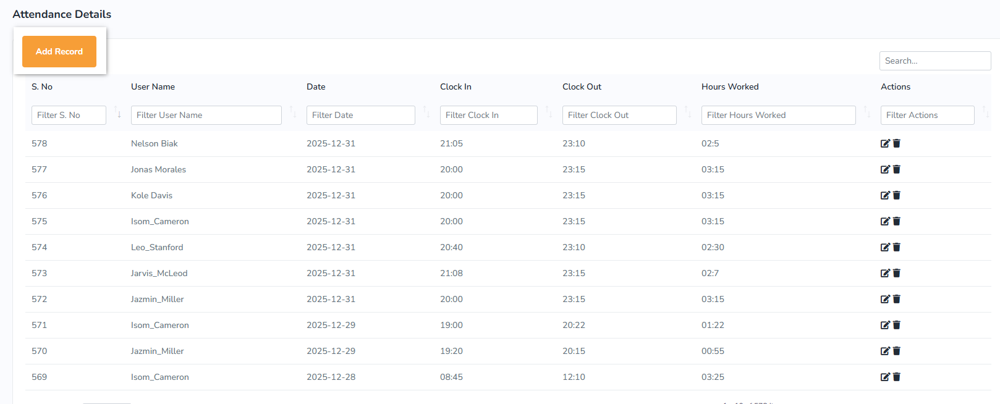 Attendance Details
Add Record
Search...
S. No User Name Date Clock In Clock Out Hours Worked Actions
Filter S. No Filter User Name Filter Date Filter Clock In Filter Clock Out Filter Hours Worked Filter Actions
578 Nelson Biak 2025-12-31 21:05 23:10 02:5
577 Jonas Morales 2025-12-31 20:00 23:15 03:15
576 Kole Davis 2025-12-31 20:00 23:15 03:15
575 Isom_Cameron 2025-12-31 20:00 23:15 03:15
574 Leo_Stanford 2025-12-31 20:40 23:10 02:30
573 Jarvis_McLeod 2025-12-31 21:08 23:15 02:7
572 Jazmin_Miller 2025-12-31 20:00 23:15 03:15
571 Isom_Cameron 2025-12-29 19:00 20:22 01:22
570 Jazmin_Miller 2025-12-29 19:20 20:15 00:55
569 Isom_Cameron 2025-12-28 08:45 12:10 03:25